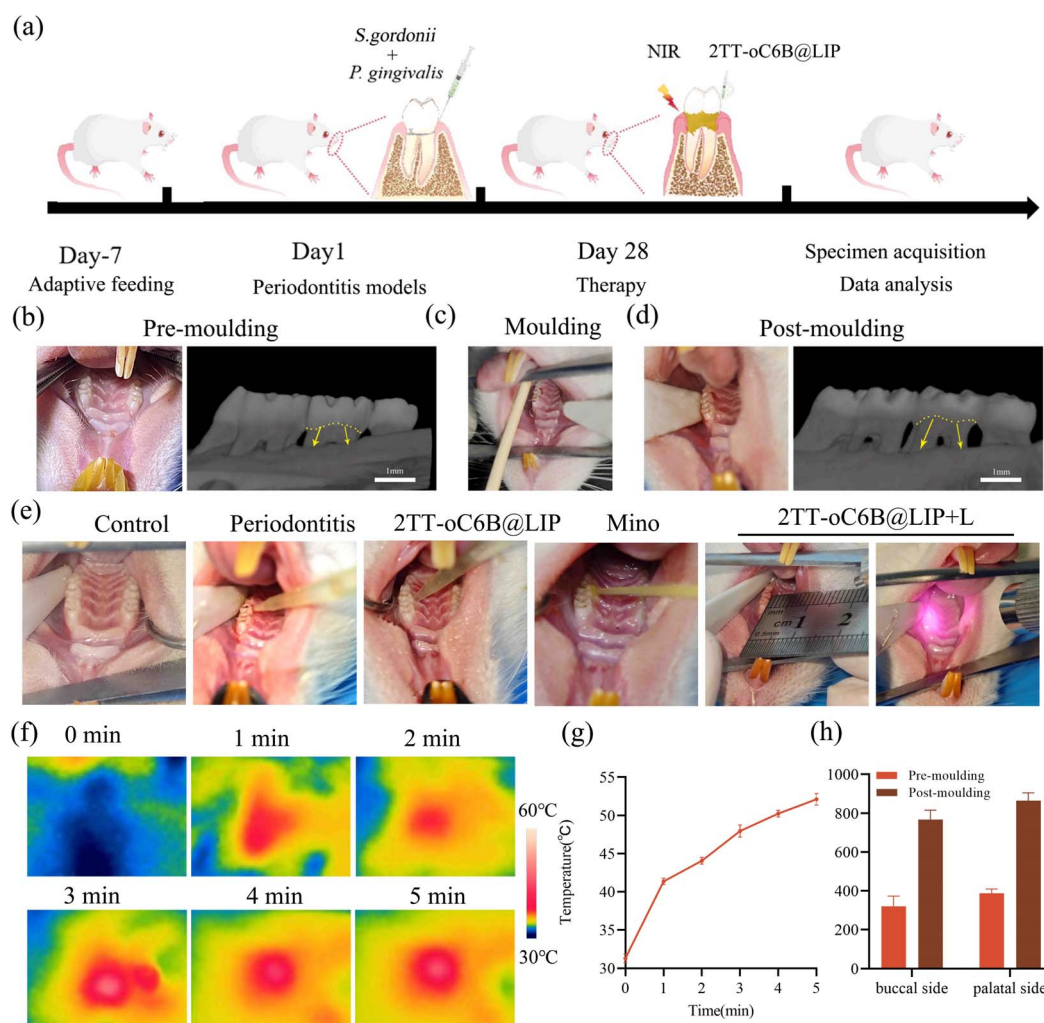 (a)
S.gordonii
+
P. gingivalis
NIR 2TT-oC6B@LIP
Day-7 Day1 Day 28 Specimen acquisition
Adaptive feeding Periodontitis models Therapy Data analysis
(b) Pre-moulding (c) Moulding (d) Post-moulding
1mm 1mm
(e)
Control Periodontitis 2TT-oC6B@LIP Mino 2TT-oC6B@LIP+L
mm
cm 1 2
0.5mm
(f) 0 min 1 min 2 min
60℃
3 min 4 min 5 min
30℃
(g)
Temperature(℃)
55
50
45
40
35
30
0 1 2 3 4 5
Time(min)
(h)
1000
800
600
400
200
0
Pre-moulding
Post-moulding
buccal side palatal side